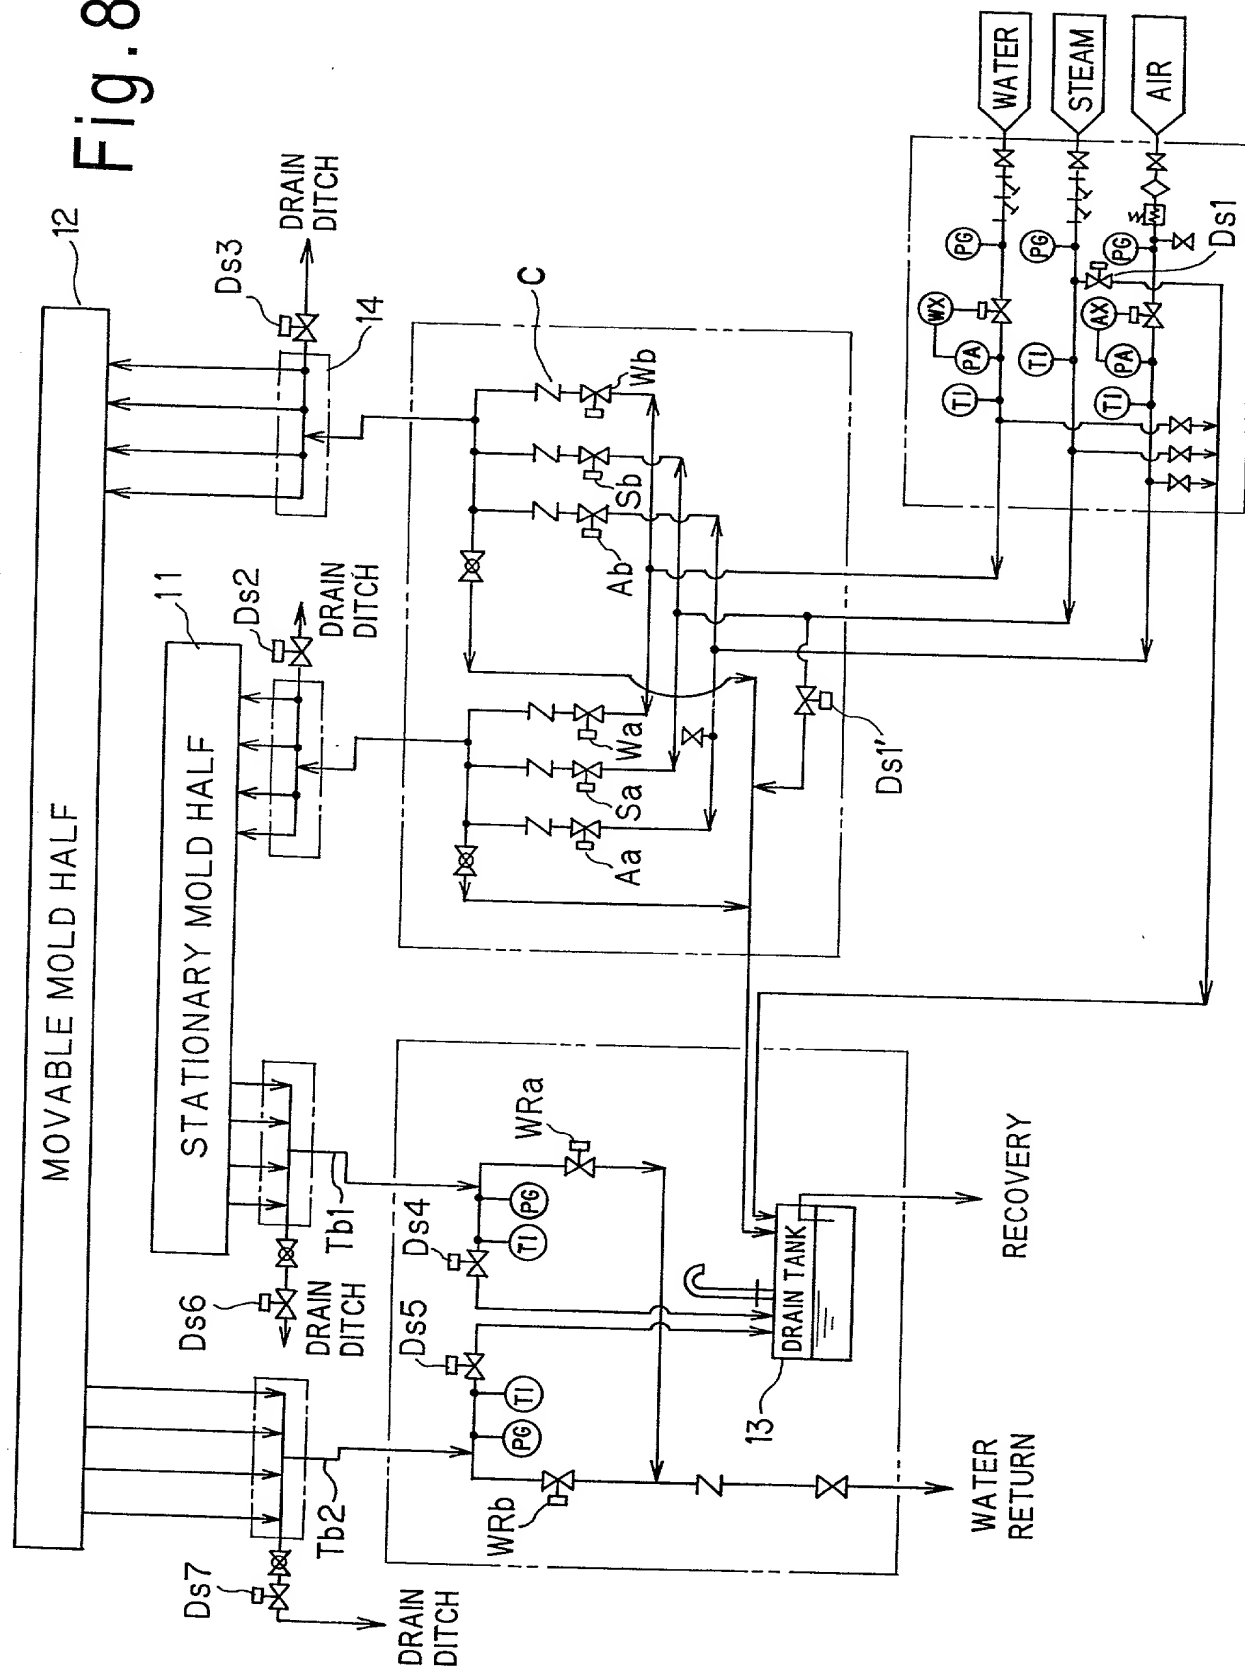 Fig.8
MOVABLE MOLD HALF
12
STATIONARY MOLD HALF
11
Ds7
DRAIN
DITCH
Tb2
Ds6
DRAIN
DITCH
Tb1
Ds2
DRAIN
DITCH
Ds3
DRAIN
DITCH
14
C
WRb
PG
TI
Ds5
Ds4
TI
PG
WRa
DRAIN TANK
13
WATER
RETURN
RECOVERY
Aa
Sa
Wa
Ab
Sb
Wb
Ds1'
TI
PA
WX
PG
WATER
TI
PG
STEAM
TI
PA
AX
PG
AIR
Ds1